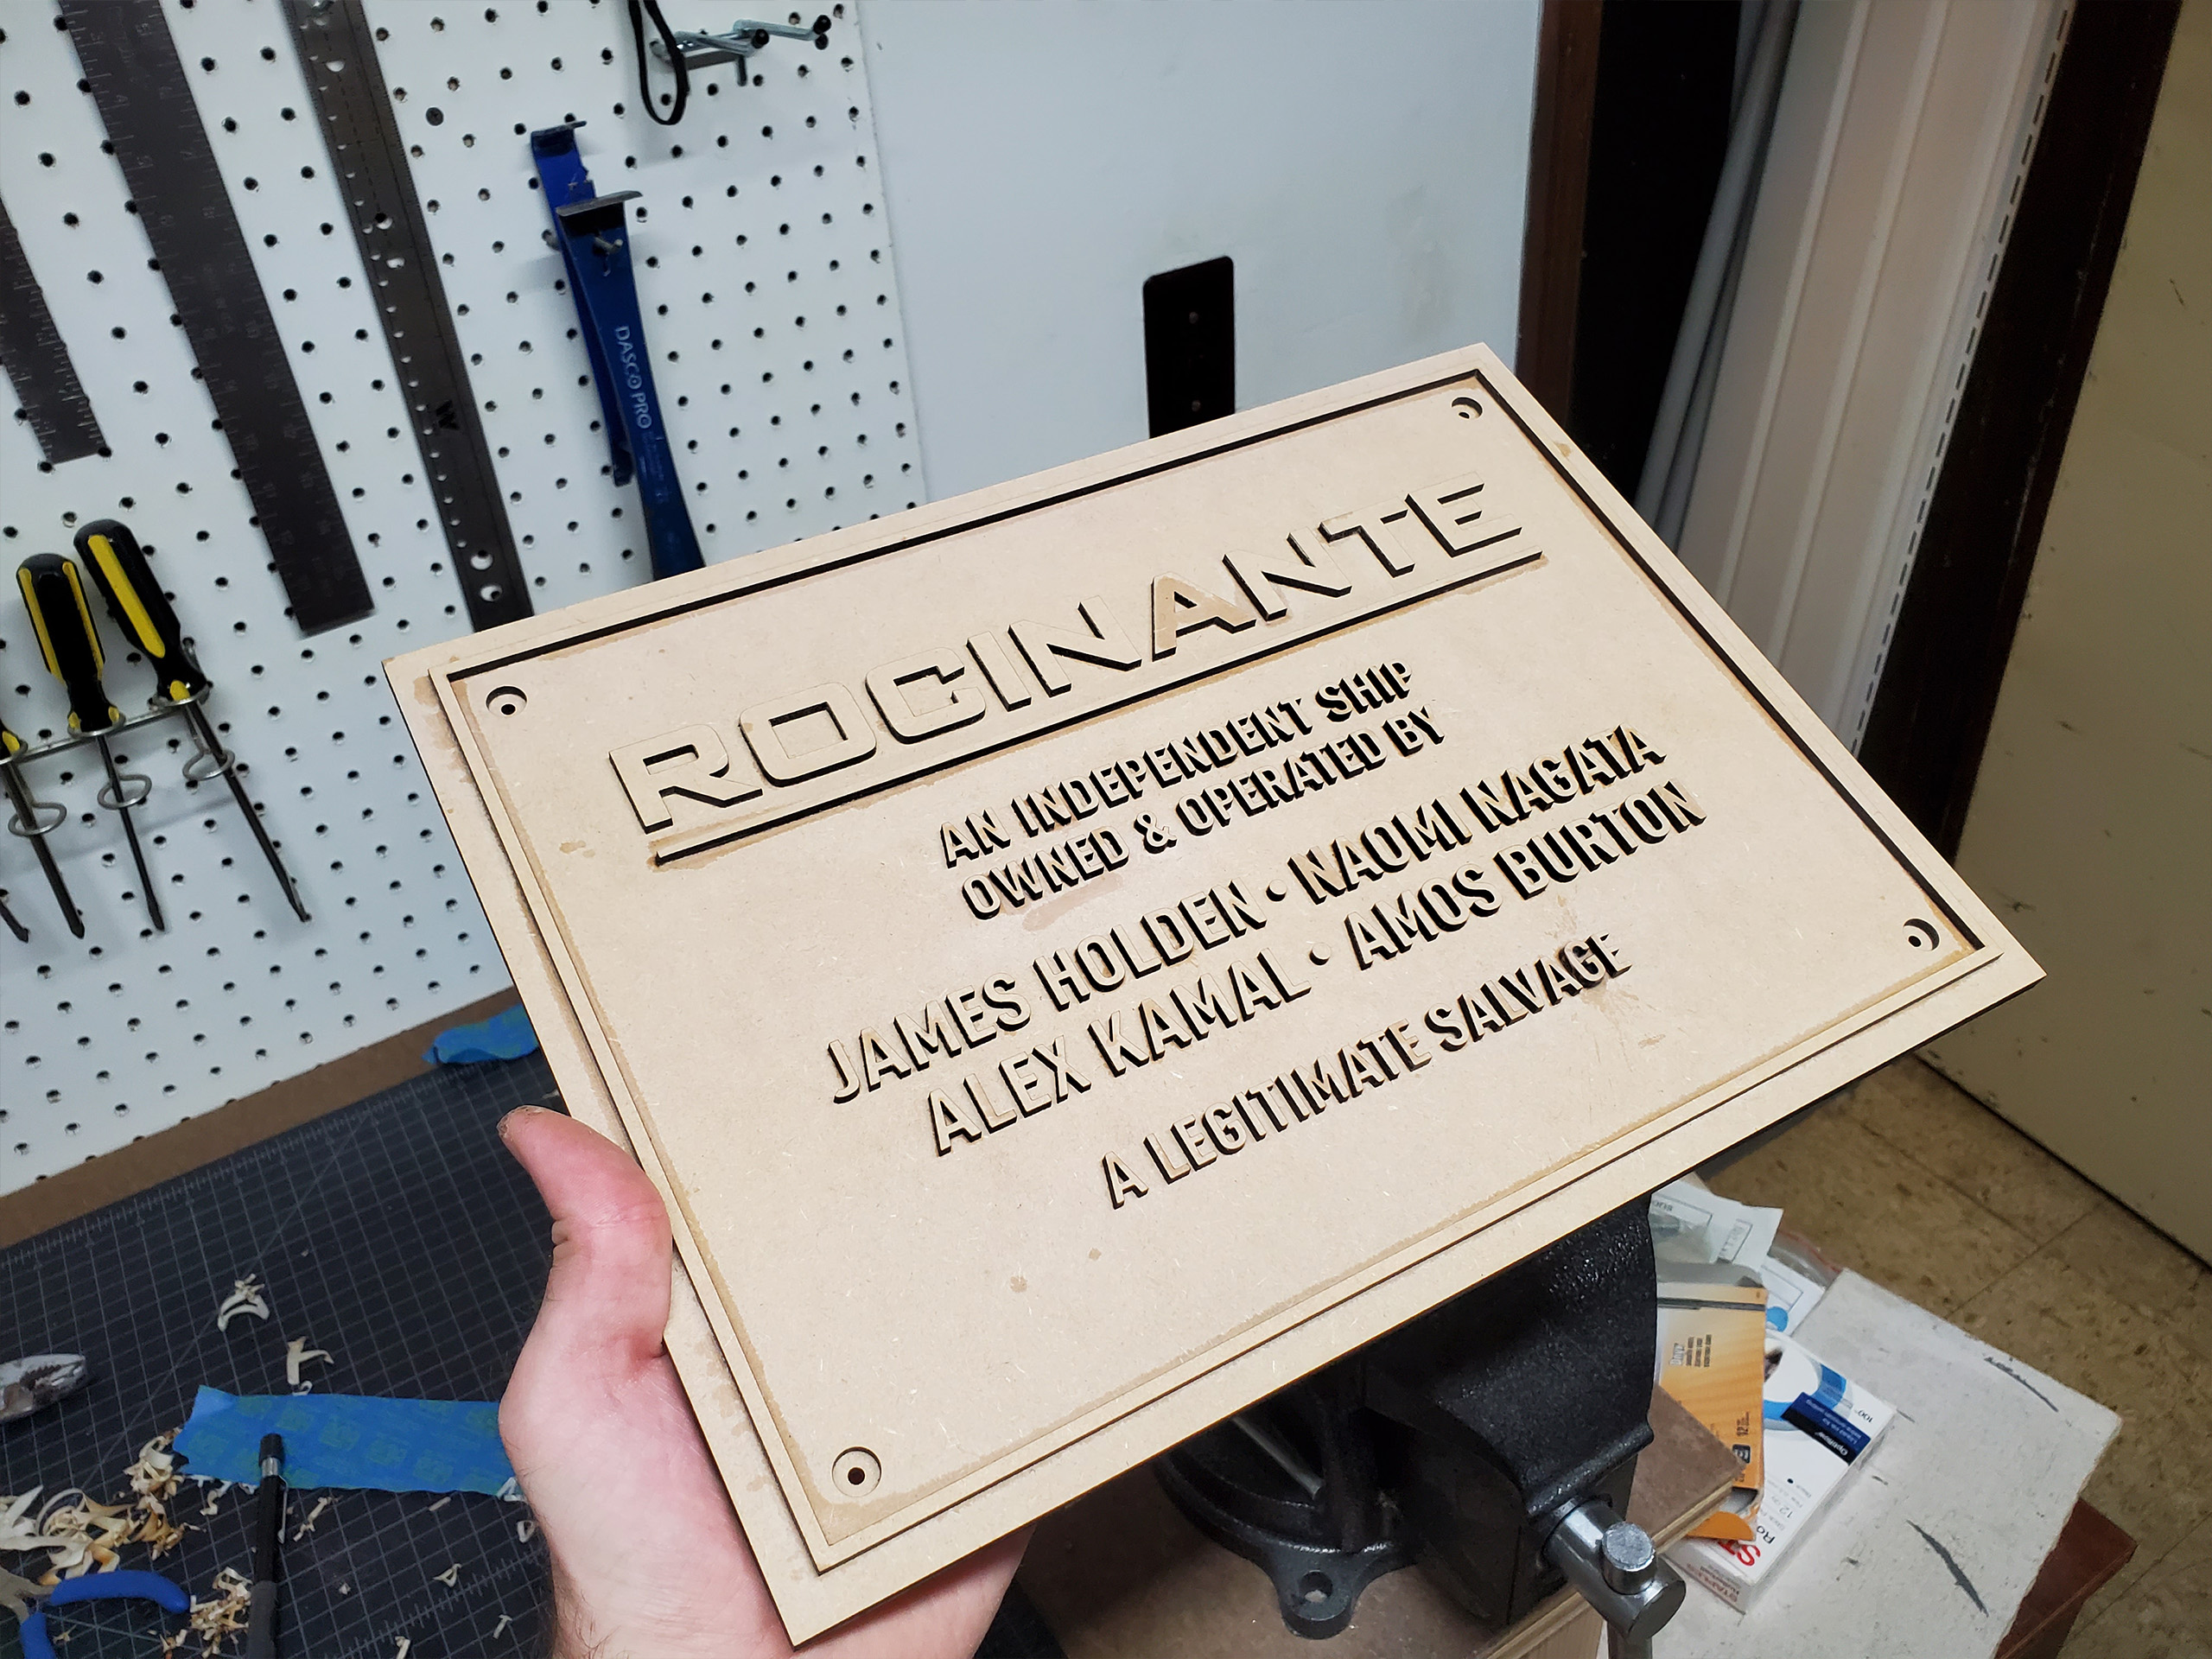 DASCO PRO
ROCINANTE
AN INDEPENDENT SHIP
OWNED & OPERATED BY
JAMES HOLDEN • NAOMI NAGATA
ALEX KAMAL • AMOS BURTON
A LEGITIMATE SALVAGE